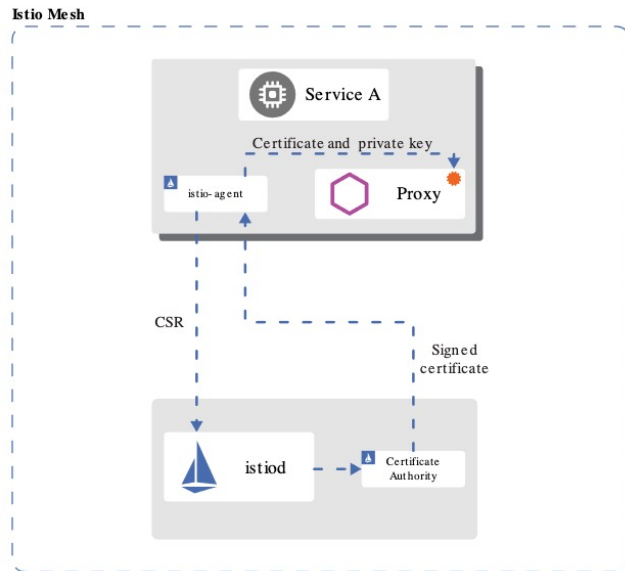 Istio Mesh
Service A
Certificate and private key
istio-agent
Proxy
CSR
Signed
certificate
istiod
Certificate
Authority